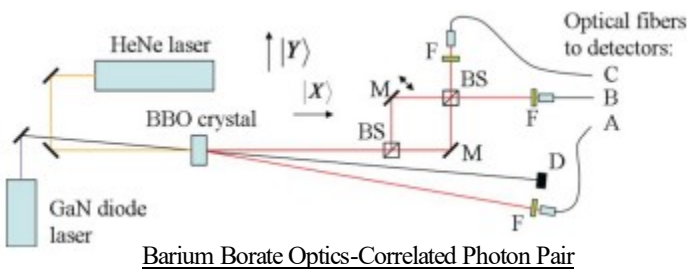 HeNe laser
|Y⟩
|X⟩
Optical fibers
to detectors:
F
C
M
BS
B
BBO crystal
F
A
BS
M
D
F
GaN diode
laser
Barium Borate Optics-Correlated Photon Pair